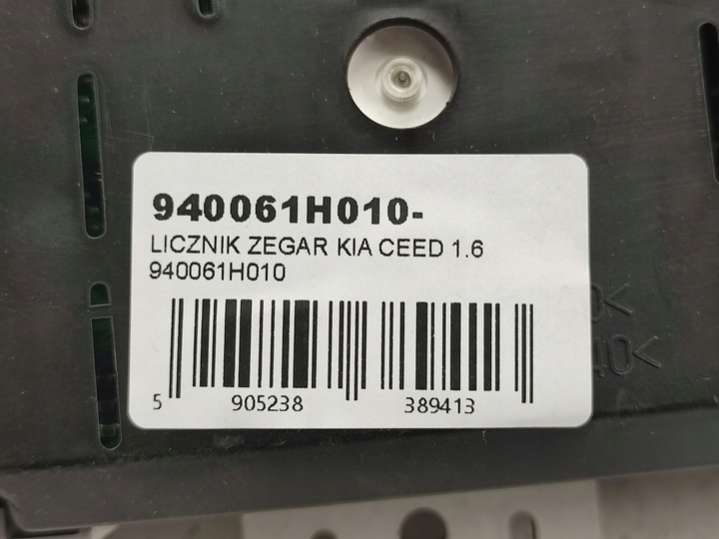 940061H010-
LICZNIK ZEGAR KIA CEED 1.6
940061H010
5 905238 389413